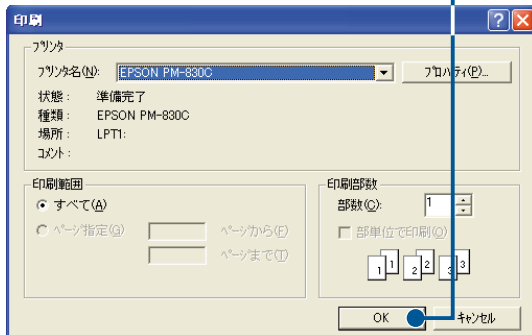 印刷
プリンタ
プリンタ名(N): EPSON PM-830C プロパティ(P)...
状態: 準備完了
種類: EPSON PM-830C
場所: LPT1:
コメント:
印刷範囲
すべて(A)
ページ指定(G) ページから(F)
ページまで(T)
印刷部数
部数(C): 1
部単位で印刷(O)
1 1 2 2 3 3
OK キャンセル